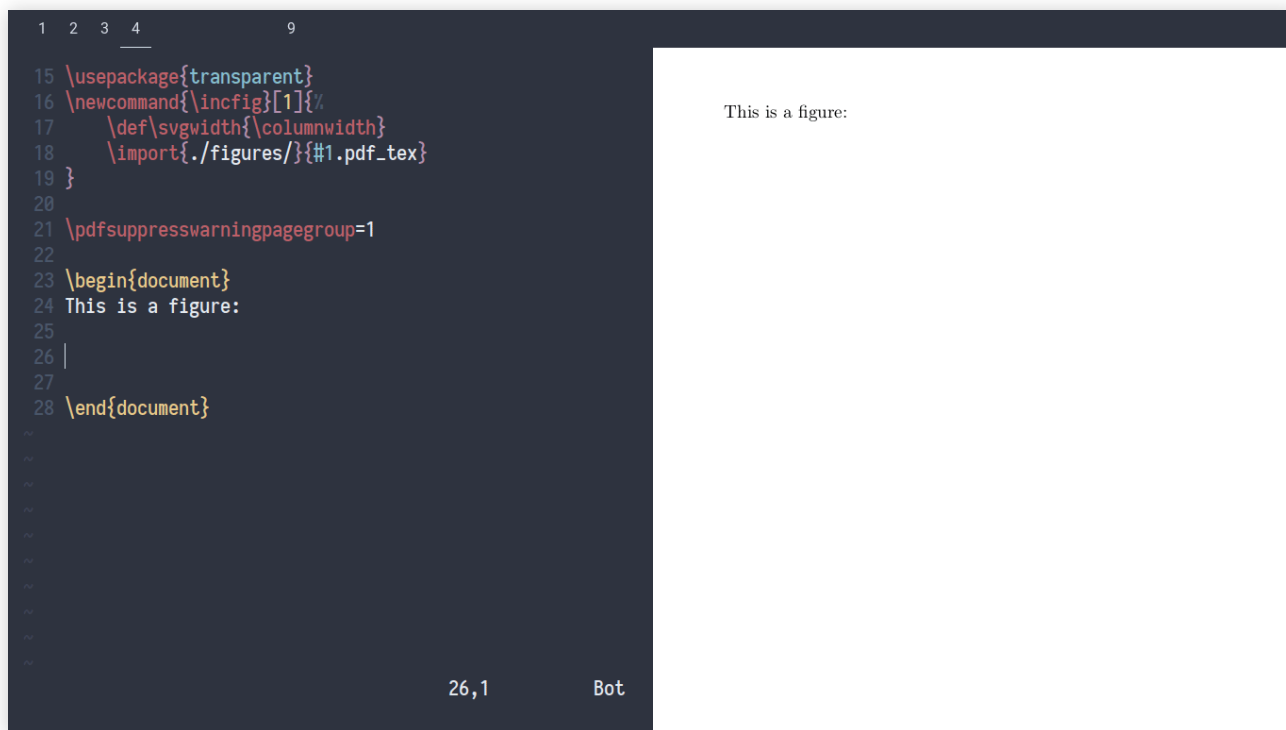 1 2 3 4 9
15 \usepackage{transparent}
16 \newcommand{\incfig}[1]{%
17     \def\svgwidth{\columnwidth}
18     \import{./figures/}{#1.pdf_tex}
19 }
20
21 \pdfsuppresswarningpagegroup=1
22
23 \begin{document}
24 This is a figure:
25
26
27
28 \end{document}
~
~
~
~
~
~
~
~
~
~
26,1 Bot
This is a figure: